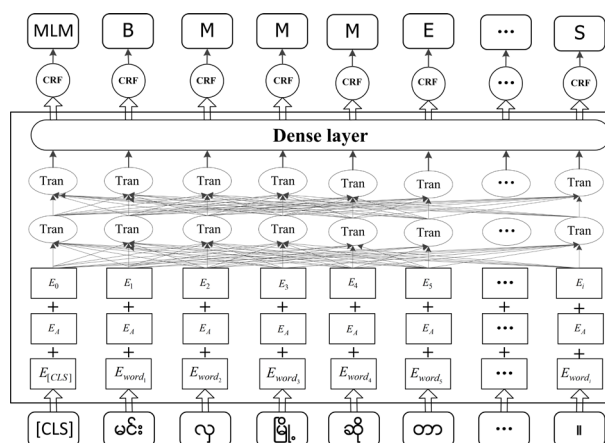 MLM B M M M E ... S
CRF CRF CRF CRF CRF CRF ... CRF
Dense layer
Tran Tran Tran Tran Tran Tran ... Tran
Tran Tran Tran Tran Tran Tran ... Tran
E0 E1 E2 E3 E4 E5 ... Ei
+ + + + + + + +
EA EA EA EA EA EA ... EA
+ + + + + + + +
E[CLS] Eword1 Eword2 Eword3 Eword4 Eword5 ... Ewordi
[CLS] မင်း လှ မြို့ ဆို တာ ... ။